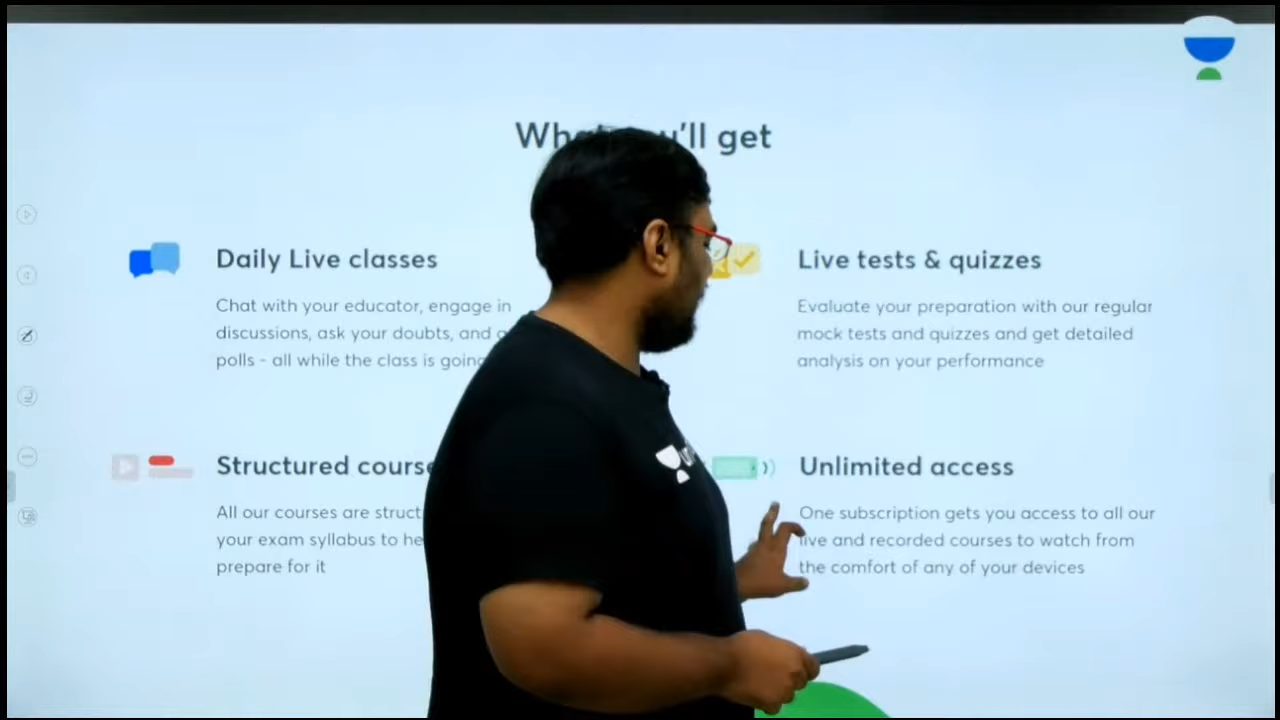 What you'll get
Daily Live classes
Chat with your educator, engage in
discussions, ask your doubts, and
polls - all while the class is going
Live tests & quizzes
Evaluate your preparation with our regular
mock tests and quizzes and get detailed
analysis on your performance
Structured course
All our courses are struct
your exam syllabus to he
prepare for it
Unlimited access
One subscription gets you access to all our
live and recorded courses to watch from
the comfort of any of your devices